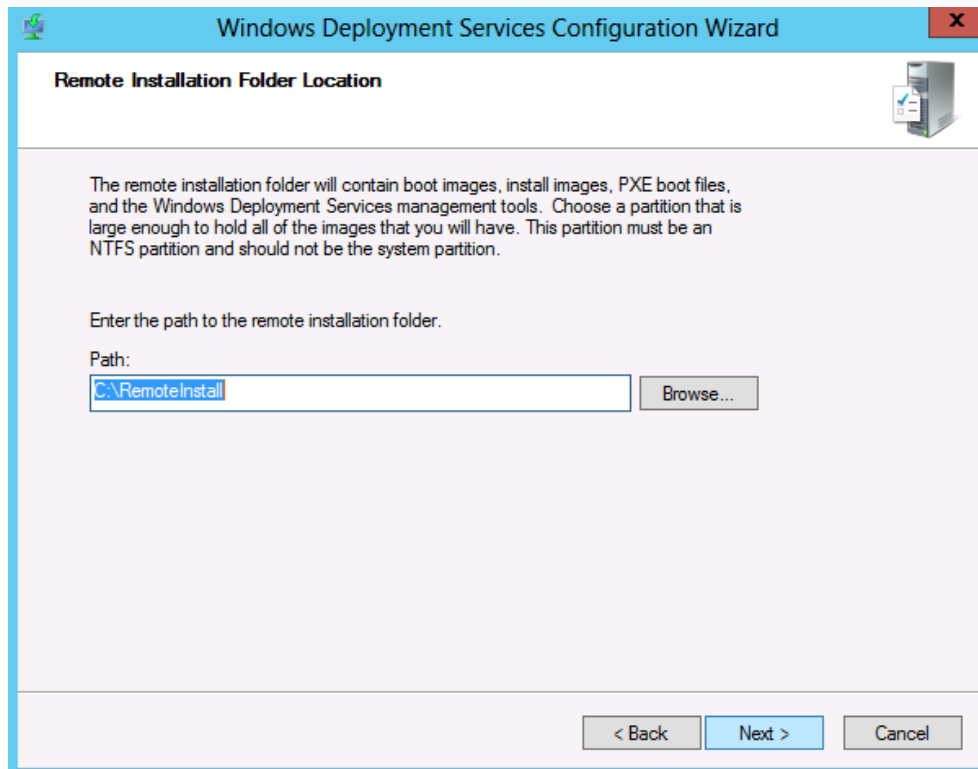 Windows Deployment Services Configuration Wizard
x
Remote Installation Folder Location
The remote installation folder will contain boot images, install images, PXE boot files,
and the Windows Deployment Services management tools.  Choose a partition that is
large enough to hold all of the images that you will have. This partition must be an
NTFS partition and should not be the system partition.
Enter the path to the remote installation folder.
Path:
C:\RemoteInstall
Browse...
< Back
Next >
Cancel